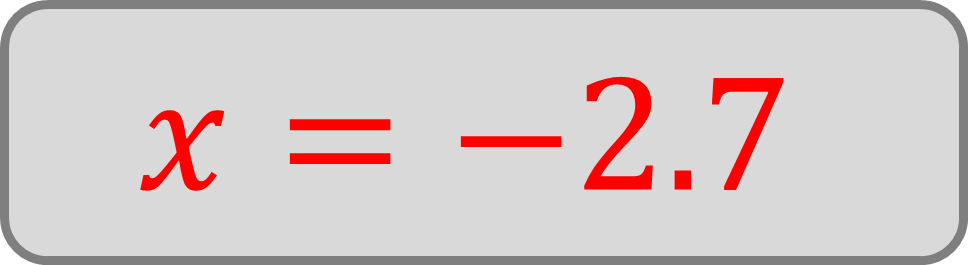 x = −2.7